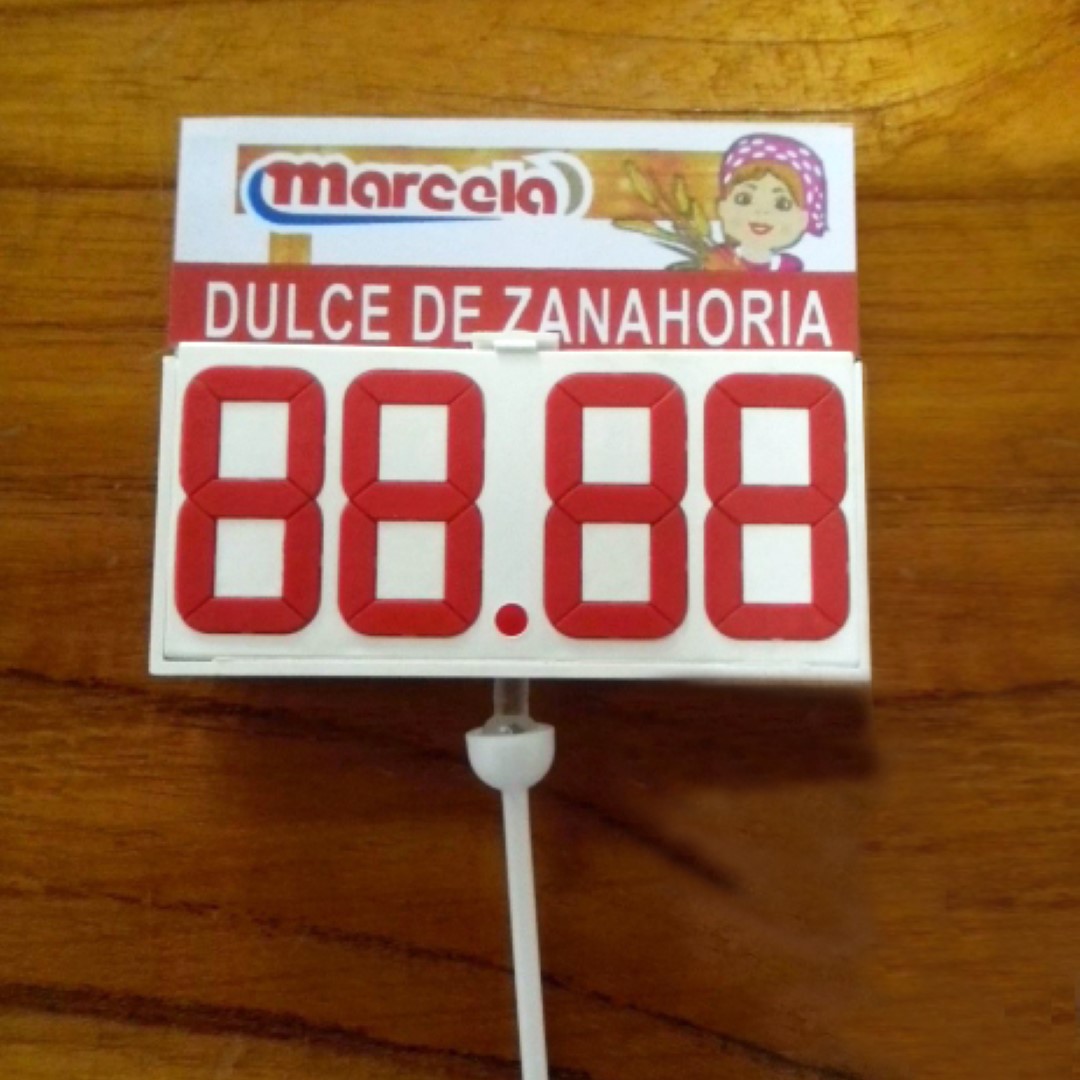 marcela
DULCE DE ZANAHORIA
88.88